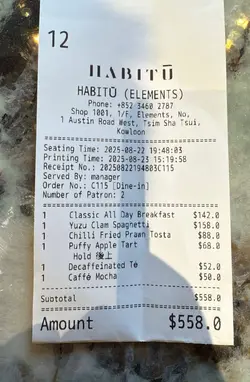 12
HABITŪ
HABITŪ (ELEMENTS)
Phone: +852 3460 2787
Shop 1001, 1/F, Elements, No.
1 Austin Road West, Tsim Sha Tsui,
Kowloon
Seating Time: 2025-08-22 19:48:03
Printing Time: 2025-08-23 15:19:58
Receipt No.: 20250822194803C115
Served By: manager
Order No.: C115 [Dine-in]
Number of Patron: 2
1 Classic All Day Breakfast $142.0
1 Yuzu Clam Spaghetti $158.0
1 Chilli Fried Prawn Tosta $88.0
1 Puffy Apple Tart $68.0
Hold 後上
1 Decaffeinated Te $52.0
1 Caffé Mocha $50.0
Subtotal $558.0
Amount $558.0